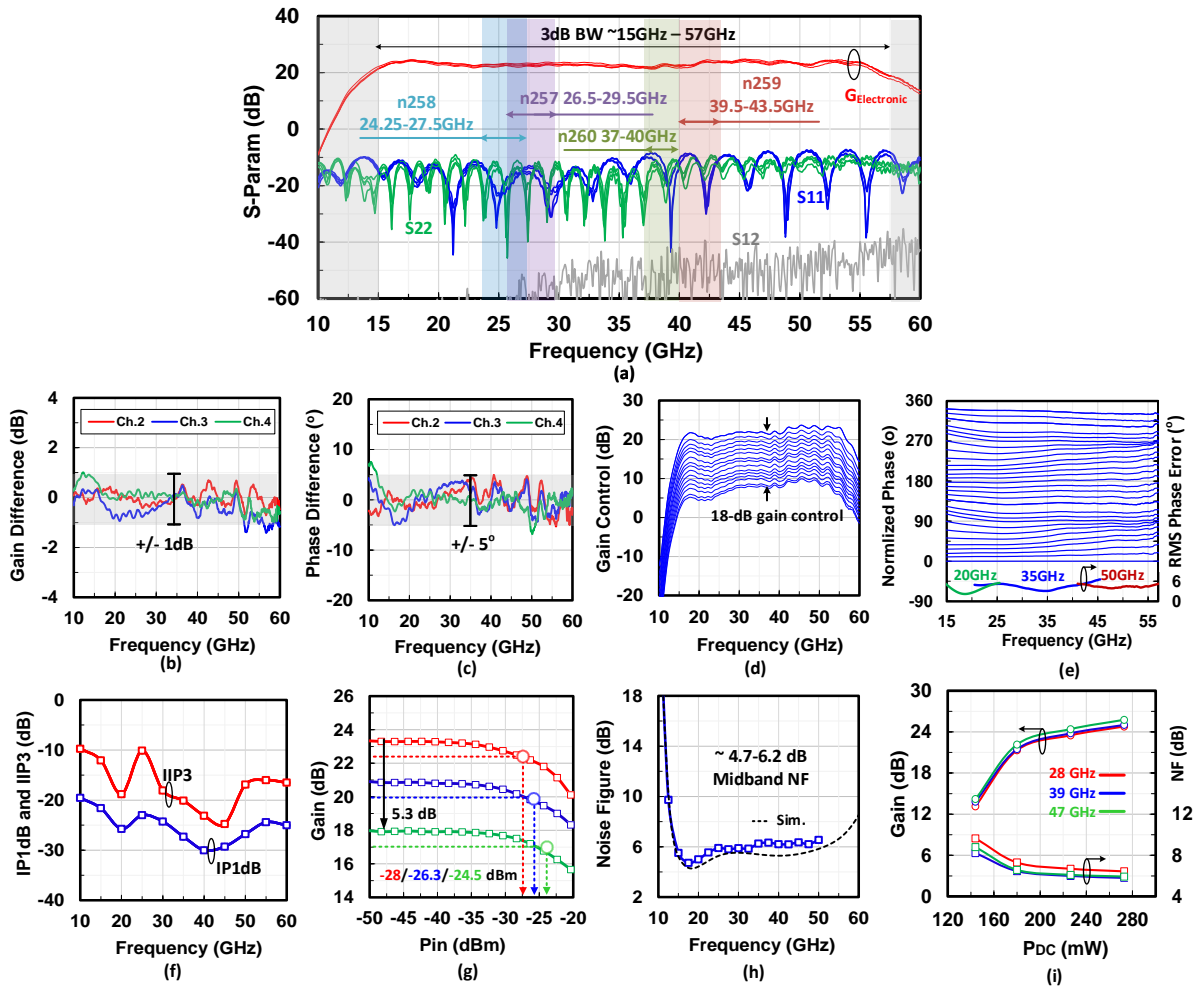 40
20
0
-20
-40
-60
S-Param (dB)
3dB BW ~15GHz – 57GHz
GElectronic
n258
24.25-27.5GHz
n257 26.5-29.5GHz
n260 37-40GHz
n259
39.5-43.5GHz
S22
S11
S12
10 15 20 25 30 35 40 45 50 55 60
Frequency (GHz)
(a)
4
2
0
-2
-4
Gain Difference (dB)
Ch.2 Ch.3 Ch.4
+/- 1dB
10 20 30 40 50 60
Frequency (GHz)
(b)
20
15
10
5
0
-5
-10
-15
-20
Phase Difference (°)
Ch.2 Ch.3 Ch.4
+/- 5°
10 20 30 40 50 60
Frequency (GHz)
(c)
30
20
10
0
-10
-20
Gain Control (dB)
18-dB gain control
10 20 30 40 50 60
Frequency (GHz)
(d)
360
270
180
90
0
-90
Normlized Phase (o)
RMS Phase Error (°)
6
0
20GHz
35GHz
50GHz
15 25 35 45 55
Frequency (GHz)
(e)
0
-10
-20
-30
-40
IP1dB and IIP3 (dB)
IIP3
IP1dB
10 20 30 40 50 60
Frequency (GHz)
(f)
26
24
22
20
18
16
14
Gain (dB)
5.3 dB
-28/-26.3/-24.5 dBm
-50 -45 -40 -35 -30 -25 -20
Pin (dBm)
(g)
18
14
10
6
2
Noise Figure (dB)
~ 4.7-6.2 dB
Midband NF
Sim.
10 20 30 40 50 60
Frequency (GHz)
(h)
30
24
18
12
6
0
Gain (dB)
28 GHz
39 GHz
47 GHz
24
20
16
12
8
4
NF (dB)
120 160 200 240 280
PDC (mW)
(i)